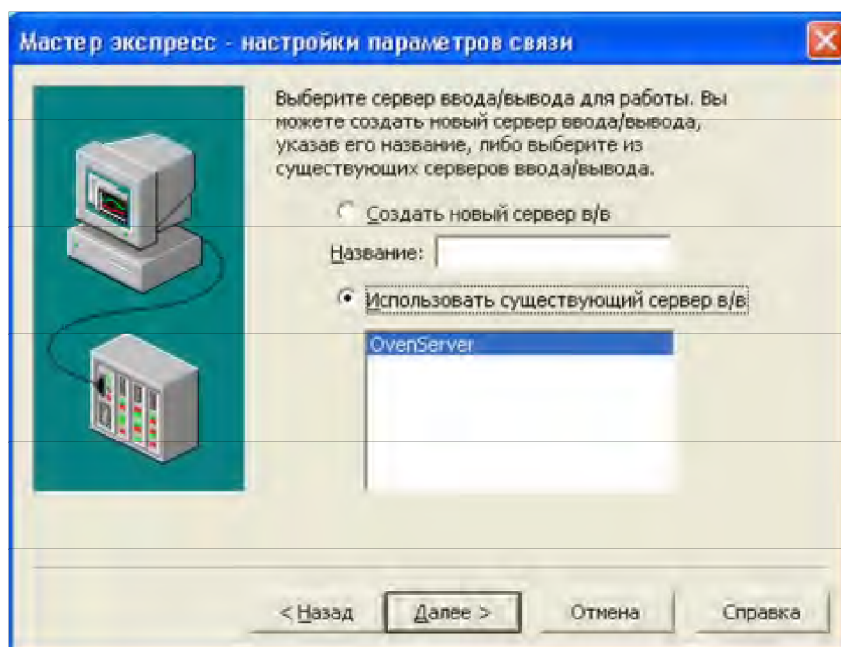 Мастер экспресс - настройки параметров связи
Выберите сервер ввода/вывода для работы. Вы
можете создать новый сервер ввода/вывода,
указав его название, либо выберите из
существующих серверов ввода/вывода.
Создать новый сервер в/в
Название:
Использовать существующий сервер в/в
OvenServer
< Назад Далее > Отмена Справка